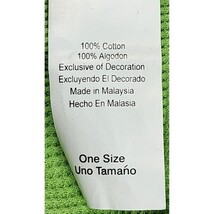 100% Cotton
100% Algodon
Exclusive of Decoration
Excluyendo El Decorado
Made in Malaysia
Hecho En Malasia
One Size
Uno Tamaño